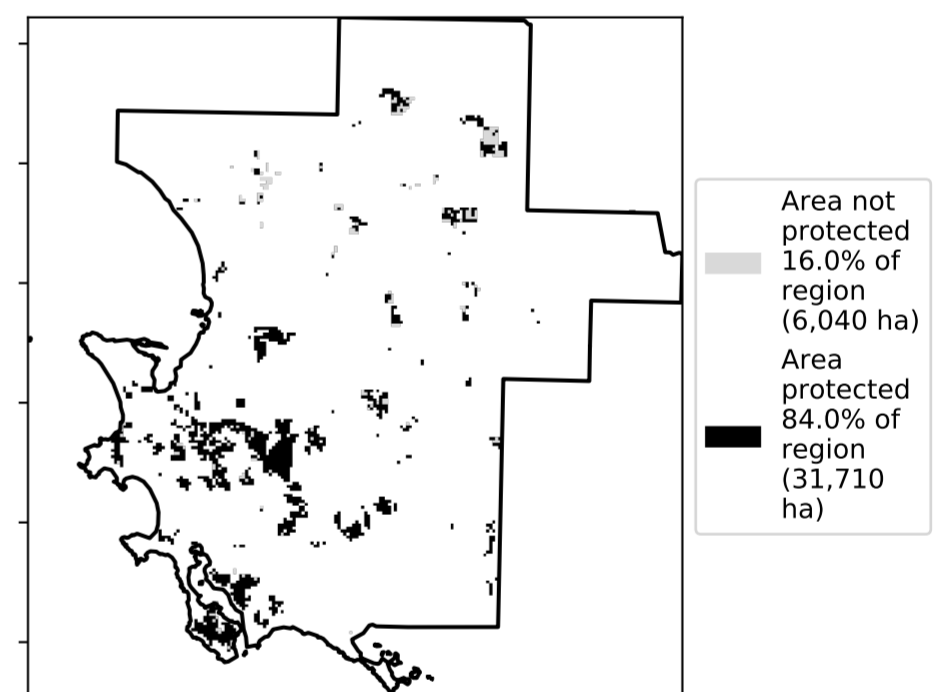 Area not
protected
16.0% of
region
(6,040 ha)
Area
protected
84.0% of
region
(31,710
ha)